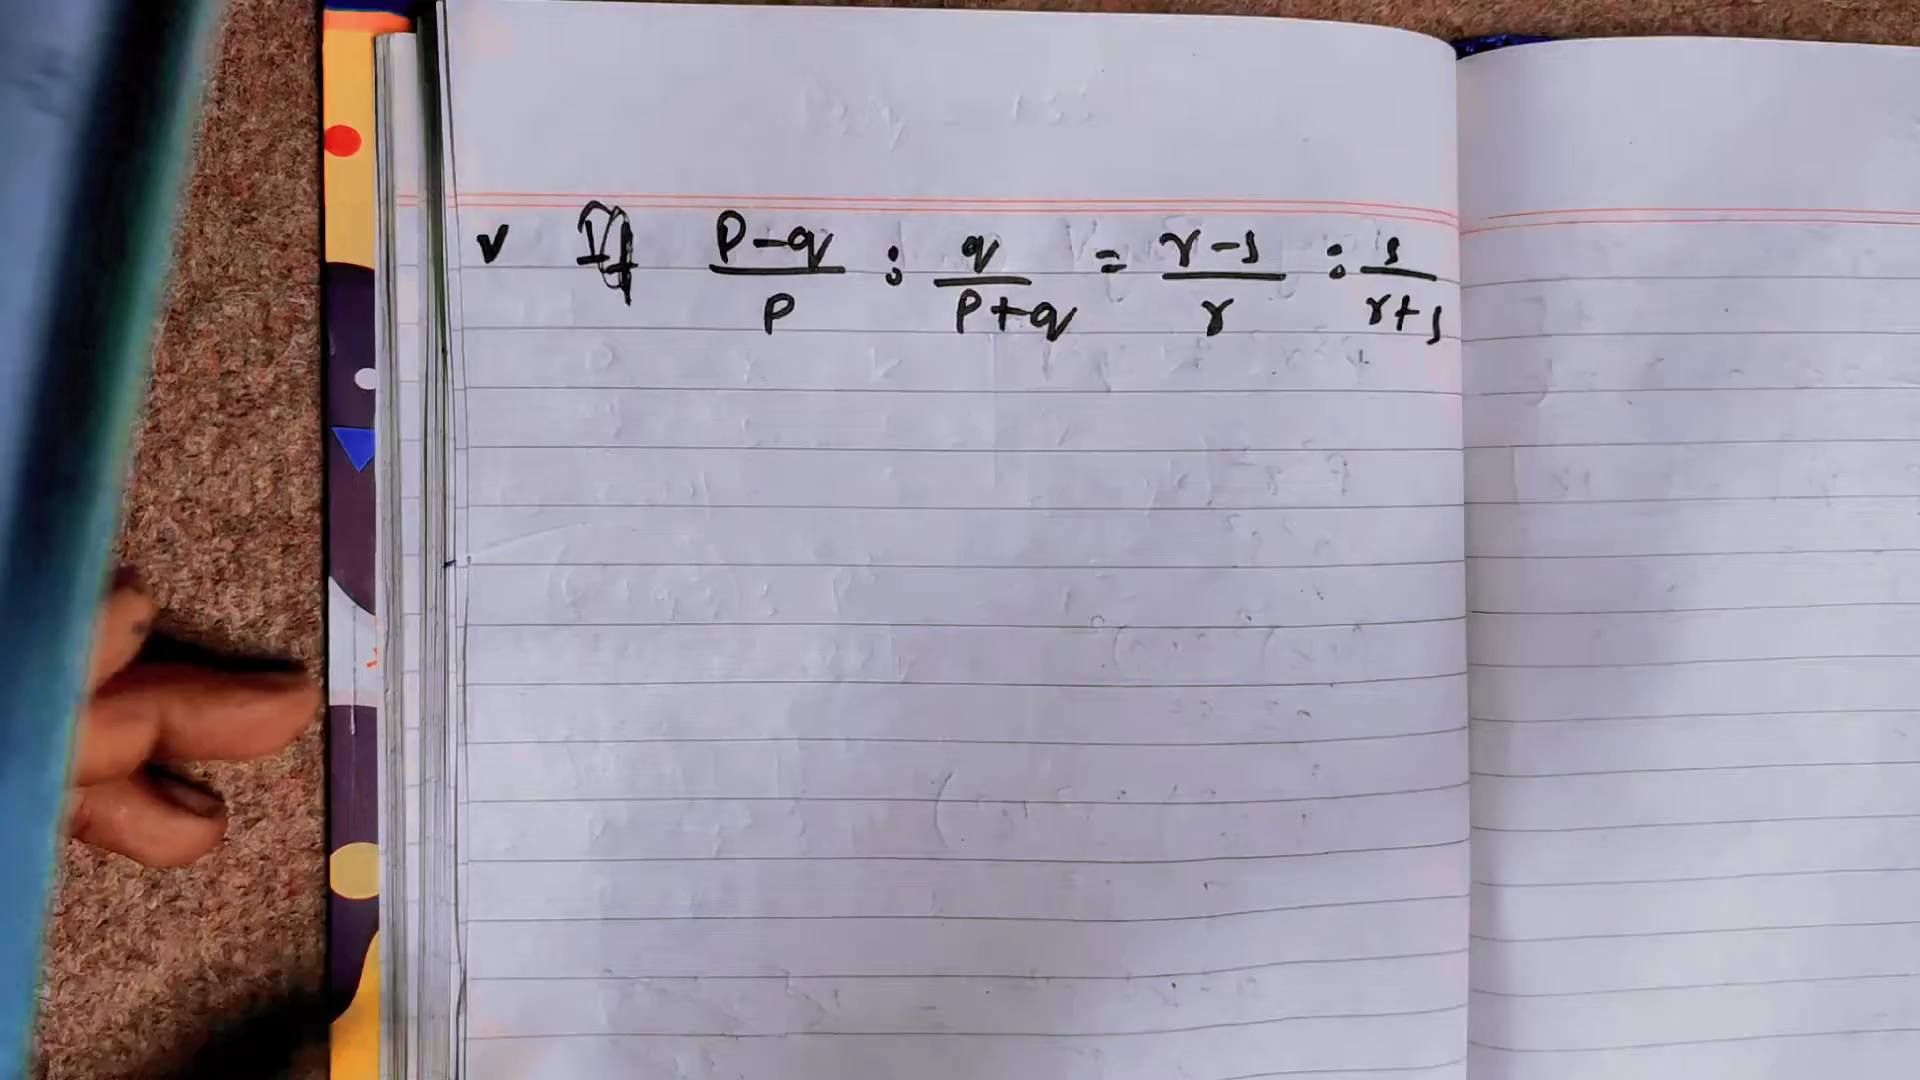 v If P-q/P : q/P+q = r-s/r : s/r+s